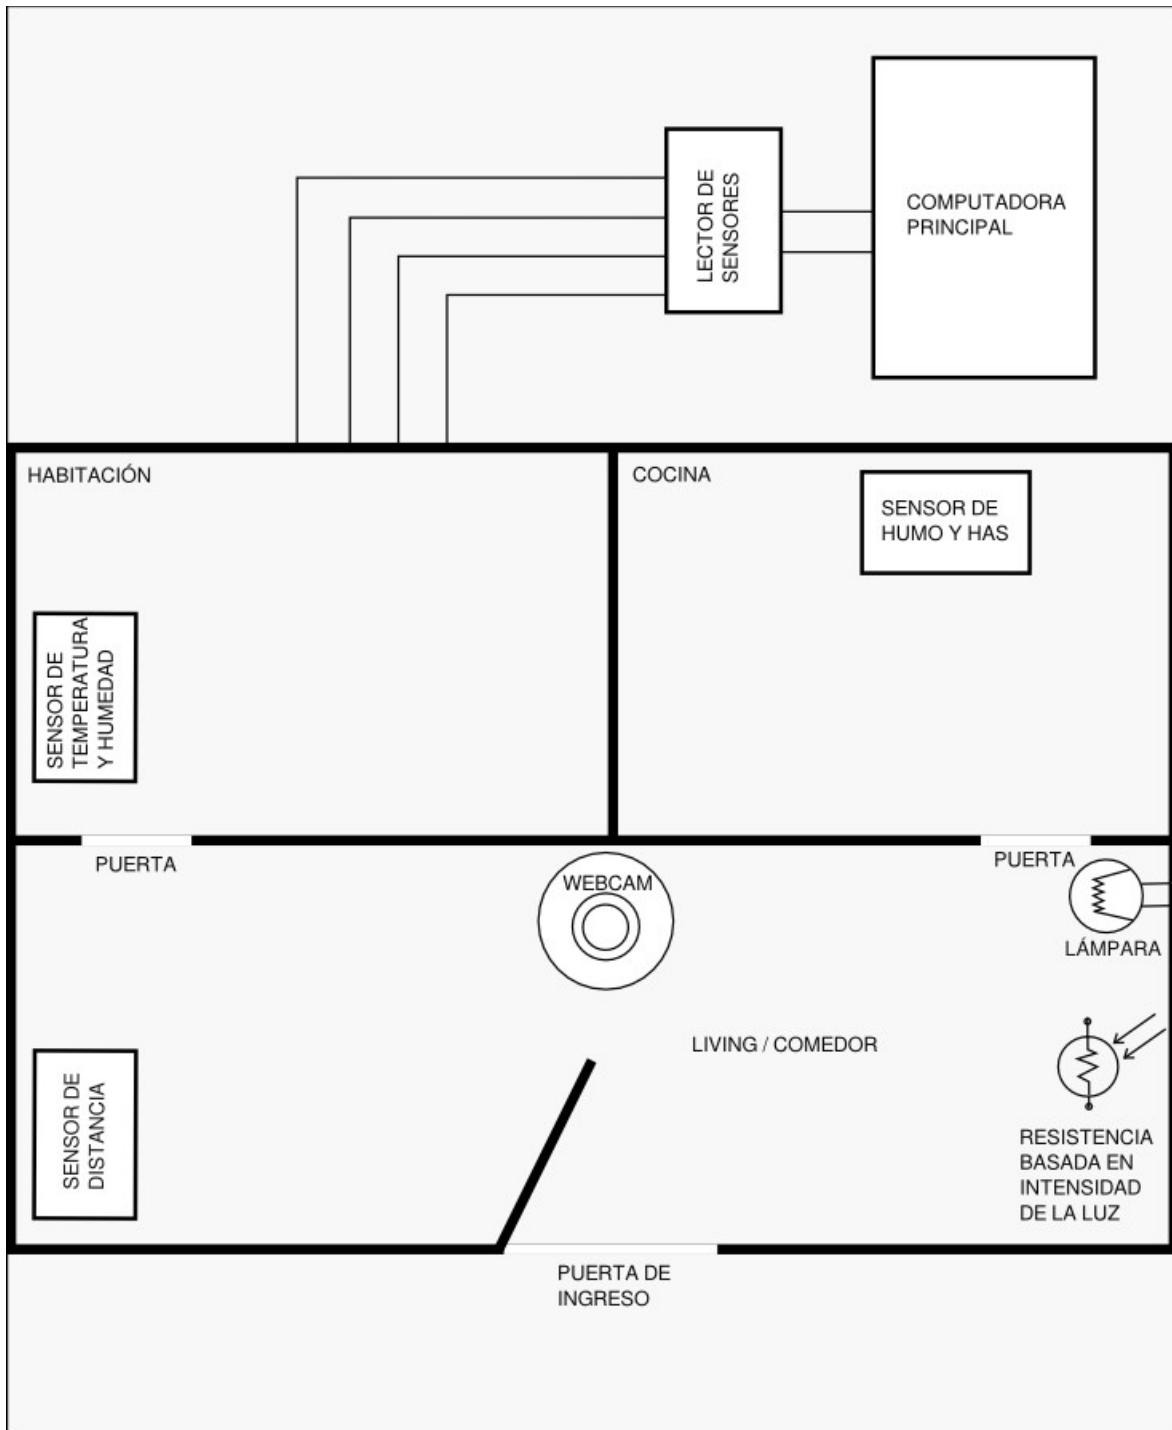 LECTOR DE
SENSORES
COMPUTADORA
PRINCIPAL
HABITACIÓN
COCINA
SENSOR DE
HUMO Y HAS
SENSOR DE
TEMPERATURA
Y HUMEDAD
PUERTA
PUERTA
WEBCAM
LÁMPARA
LIVING / COMEDOR
SENSOR DE
DISTANCIA
RESISTENCIA
BASADA EN
INTENSIDAD
DE LA LUZ
PUERTA DE
INGRESO